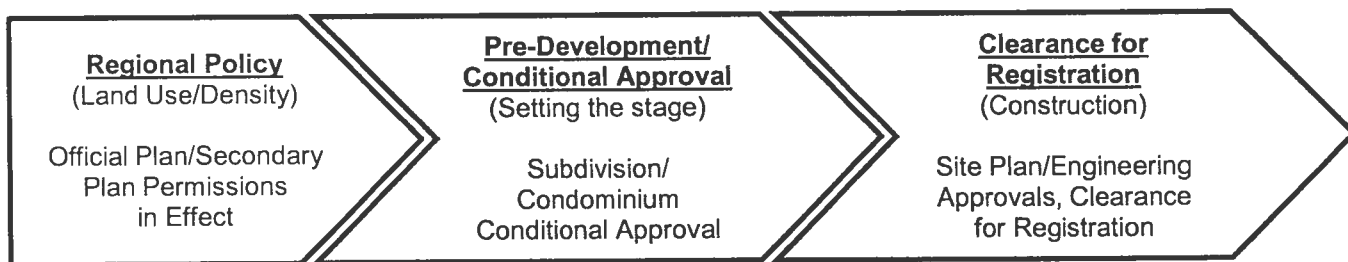 Regional Policy
(Land Use/Density)
Official Plan/Secondary
Plan Permissions
in Effect
Pre-Development/
Conditional Approval
(Setting the stage)
Subdivision/
Condominium
Conditional Approval
Clearance for
Registration
(Construction)
Site Plan/Engineering
Approvals, Clearance
for Registration